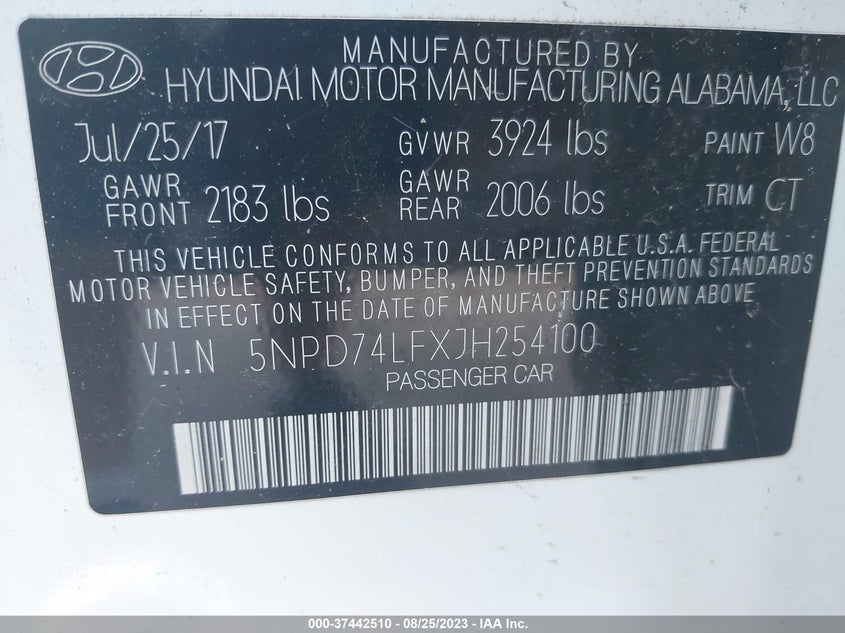 MANUFACTURED BY
HYUNDAI MOTOR MANUFACTURING ALABAMA, LLC
Jul/25/17 GVWR 3924 lbs PAINT W8
GAWR FRONT 2183 lbs GAWR REAR 2006 lbs TRIM CT
THIS VEHICLE CONFORMS TO ALL APPLICABLE U.S.A. FEDERAL
MOTOR VEHICLE SAFETY, BUMPER, AND THEFT PREVENTION STANDARDS
IN EFFECT ON THE DATE OF MANUFACTURE SHOWN ABOVE
V.I.N 5NPD74LFXJH254100
PASSENGER CAR
000-37442510 - 08/25/2023 - IAA Inc.